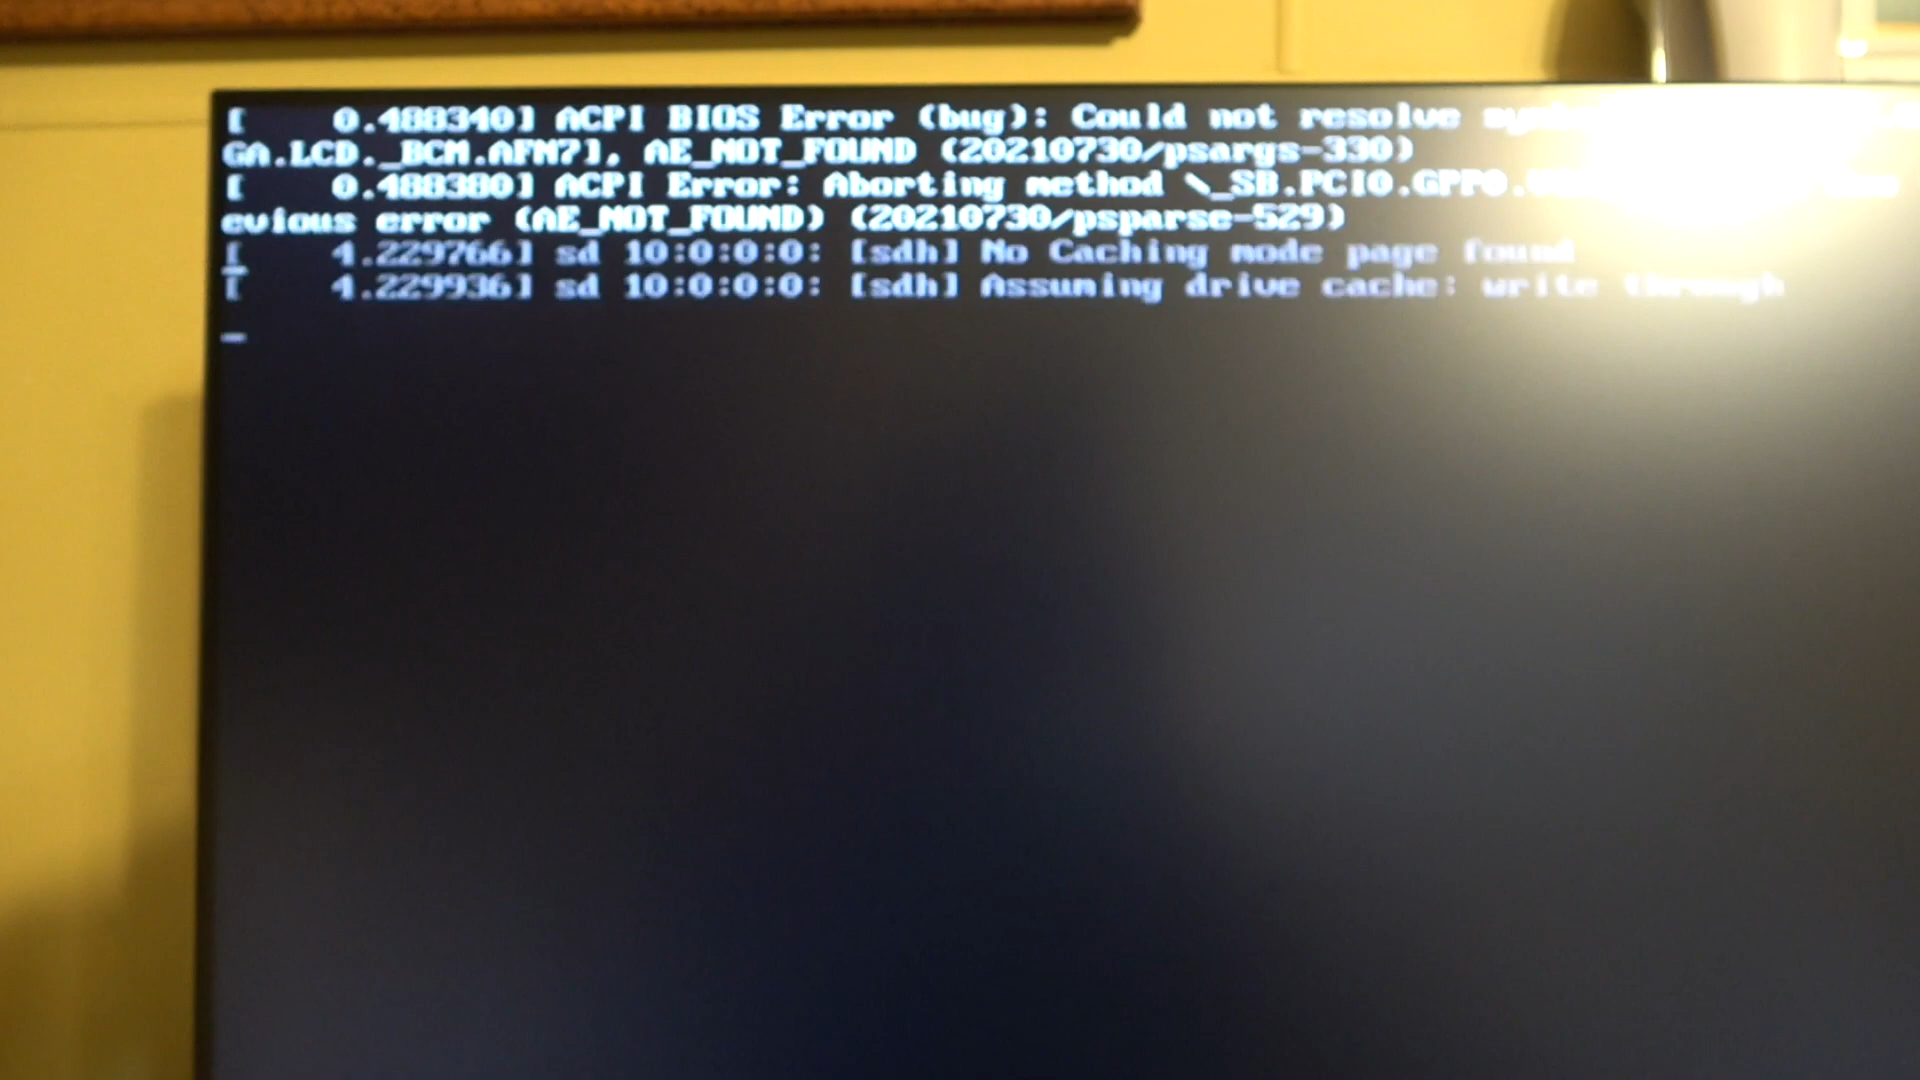 [    0.488340] ACPI BIOS Error (bug): Could not resolve
GA.LCD._BCM.AFN7], AE_NOT_FOUND (20210730/psargs-330)
[    0.488380] ACPI Error: Aborting method \_SB.PCI0.GPP0.
evious error (AE_NOT_FOUND) (20210730/psparse-529)
[    4.229766] sd 10:0:0:0: [sdh] No Caching mode page found
[    4.229936] sd 10:0:0:0: [sdh] Assuming drive cache: write through
_